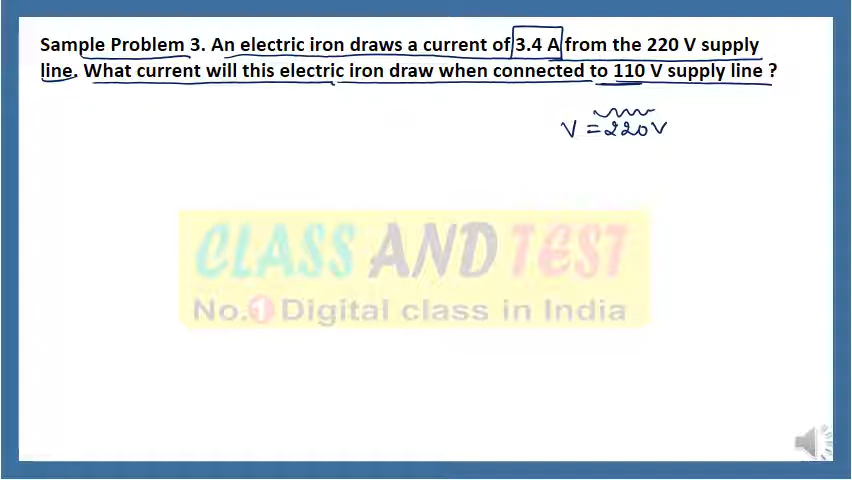 Sample Problem 3. An electric iron draws a current of 3.4 A from the 220 V supply
line. What current will this electric iron draw when connected to 110 V supply line ?
V = 220V
CLASS AND TEST
No.1 Digital class in India